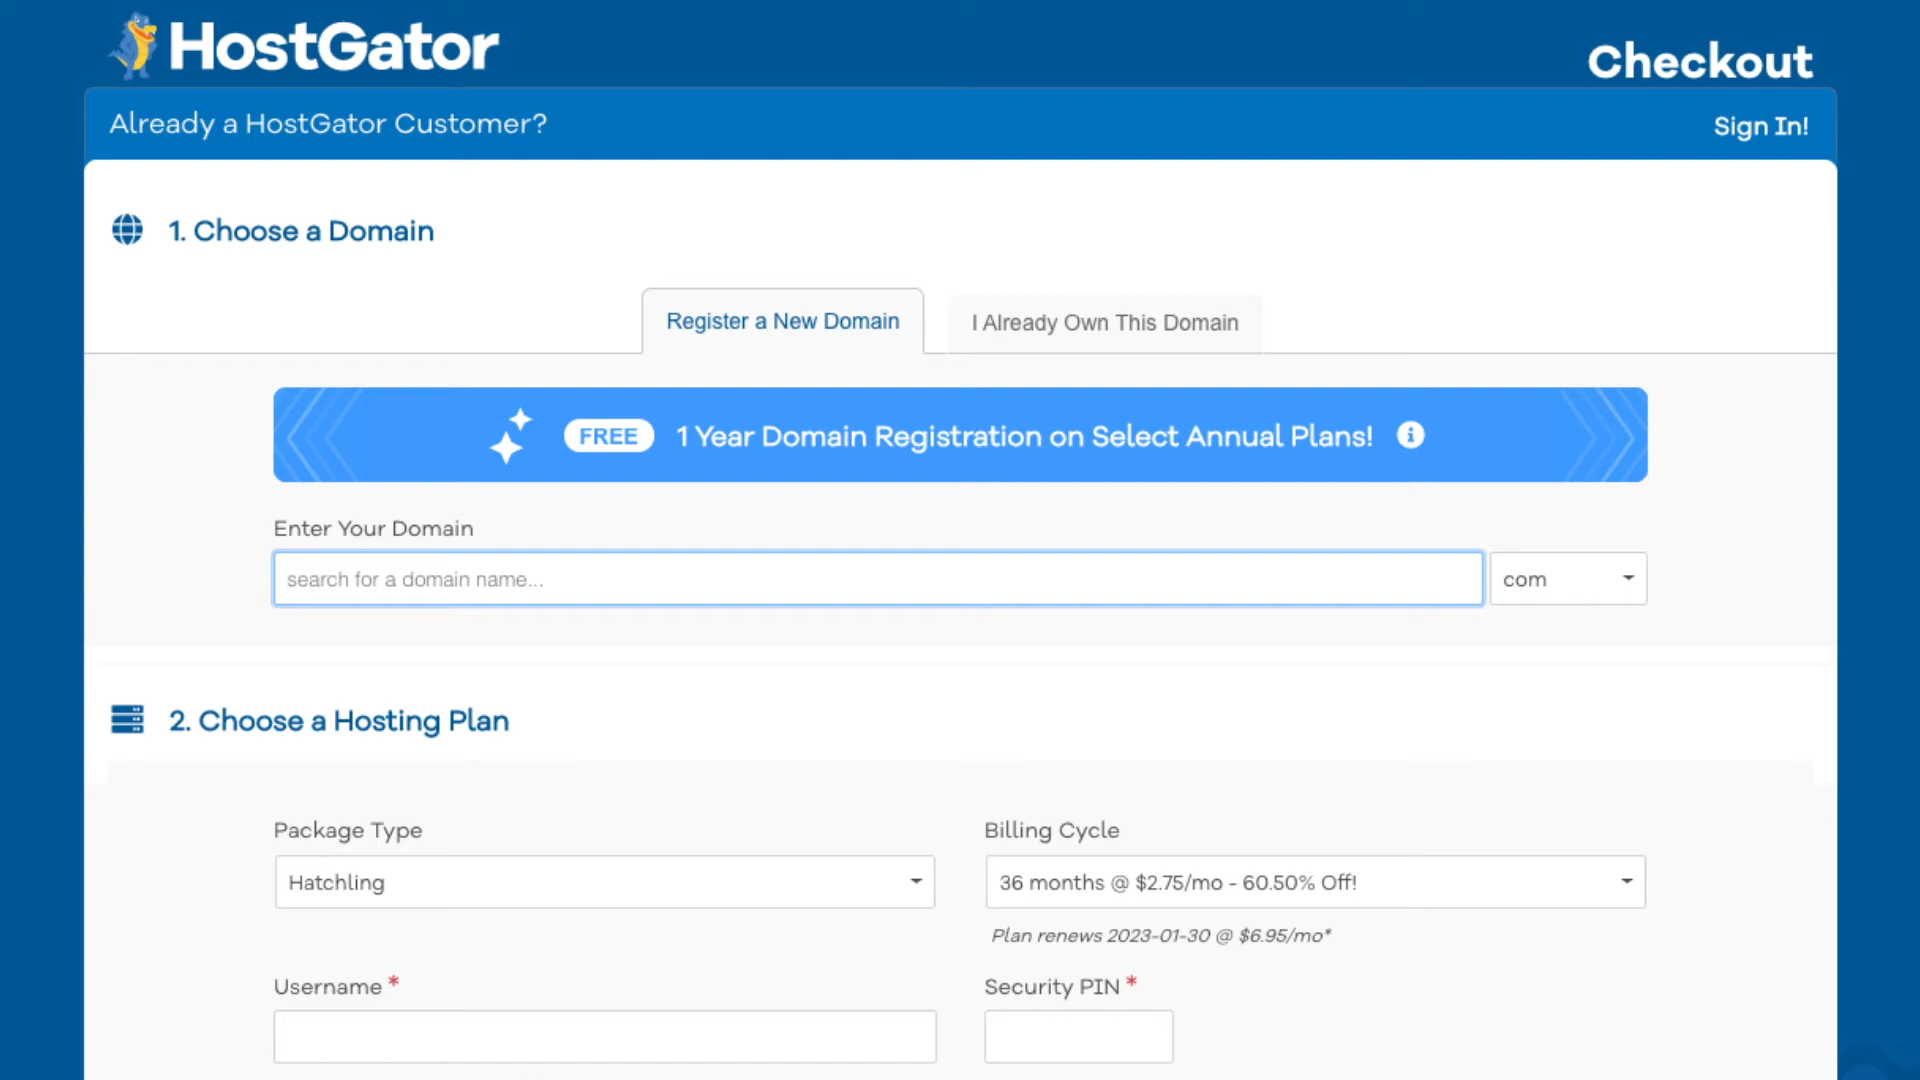 HostGator
Checkout
Already a HostGator Customer?
Sign In!
1. Choose a Domain
Register a New Domain
I Already Own This Domain
FREE 1 Year Domain Registration on Select Annual Plans!
Enter Your Domain
search for a domain name...
com
2. Choose a Hosting Plan
Package Type
Billing Cycle
Hatchling
36 months @ $2.75/mo - 60.50% Off!
Plan renews 2023-01-30 @ $6.95/mo*
Username *
Security PIN *